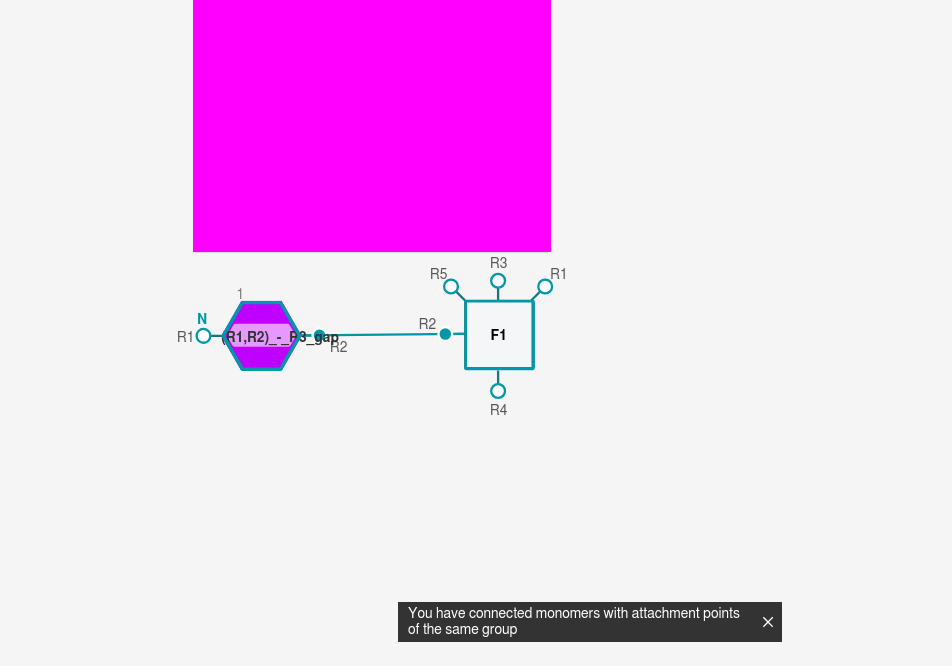 R3
R5
R1
1
N
R2
R1
(R1,R2)_-_R3_gap
F1
R2
R4
You have connected monomers with attachment points
of the same group